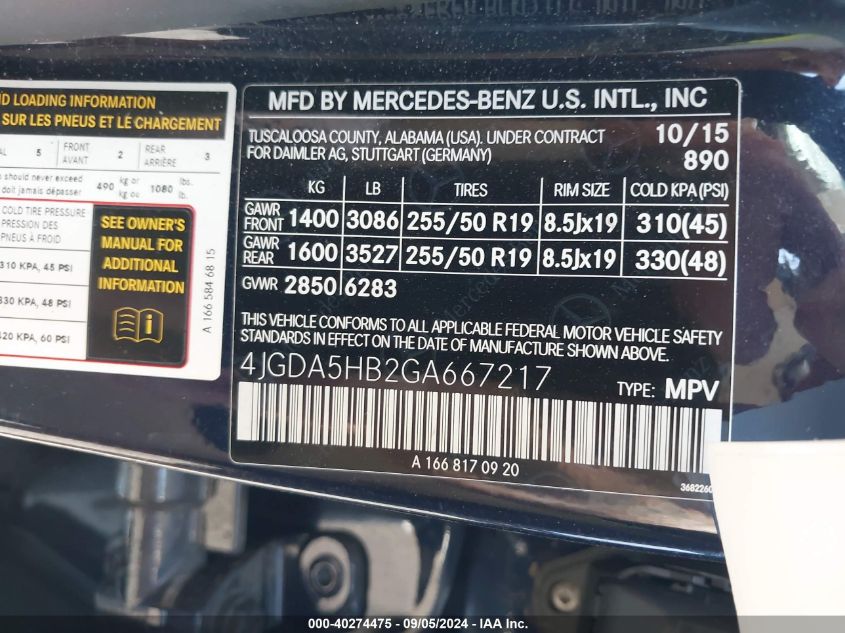 D LOADING INFORMATION
SUR LES PNEUS ET LE CHARGEMENT
AL 5 FRONT AVANT 2 REAR ARRIÈRE 3
should never exceed
doit jamais dépasser 490 kg or kg ou 1080 lbs. lb.
COLD TIRE PRESSURE
PRESSION DES
PNEUS À FROID
310 KPA, 45 PSI
330 KPA, 48 PSI
420 KPA, 60 PSI
SEE OWNER'S
MANUAL FOR
ADDITIONAL
INFORMATION
A 166 584 68 15
MFD BY MERCEDES-BENZ U.S. INTL., INC
TUSCALOOSA COUNTY, ALABAMA (USA). UNDER CONTRACT 10/15
FOR DAIMLER AG, STUTTGART (GERMANY) 890
KG LB TIRES RIM SIZE COLD KPA (PSI)
GAWR FRONT 1400 3086 255/50 R19 8.5Jx19 310(45)
GAWR REAR 1600 3527 255/50 R19 8.5Jx19 330(48)
GVWR 2850 6283
4THIS VEHICLE CONFORMS TO ALL APPLICABLE FEDERAL MOTOR VEHICLE SAFETY
STANDARDS IN EFFECT ON THE DATE OF MANUFACTURE SHOWN ABOVE.
4JGDA5HB2GA667217 TYPE: MPV
A 166 817 09 20
3682260
000-40274475 - 09/05/2024 - IAA, Inc.